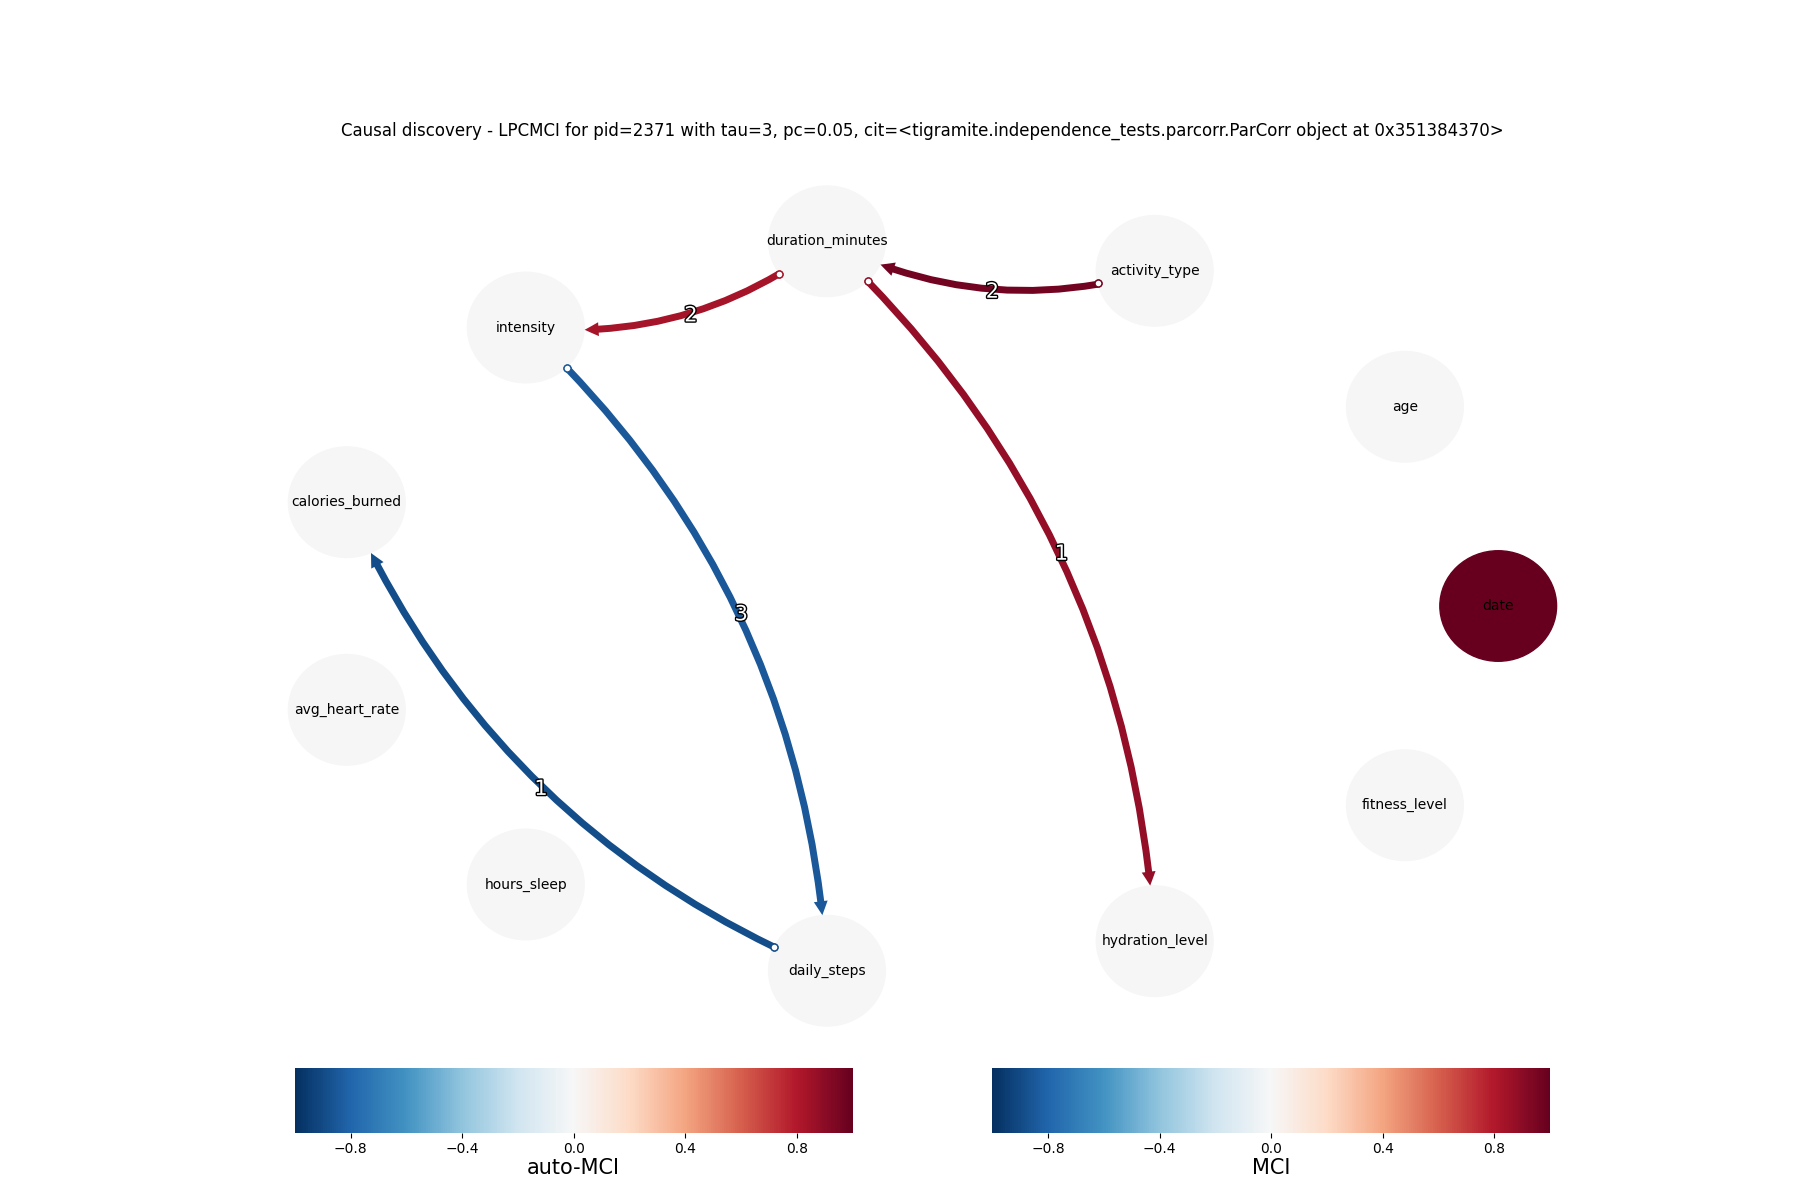 Causal discovery - LPCMCI for pid=2371 with tau=3, pc=0.05, cit=<tigramite.independence_tests.parcorr.ParCorr object at 0x351384370>
duration_minutes
activity_type
2
2
intensity
age
calories_burned
1
date
3
avg_heart_rate
1
fitness_level
hours_sleep
hydration_level
daily_steps
−0.8 −0.4 0.0 0.4 0.8
auto-MCI
−0.8 −0.4 0.0 0.4 0.8
MCI